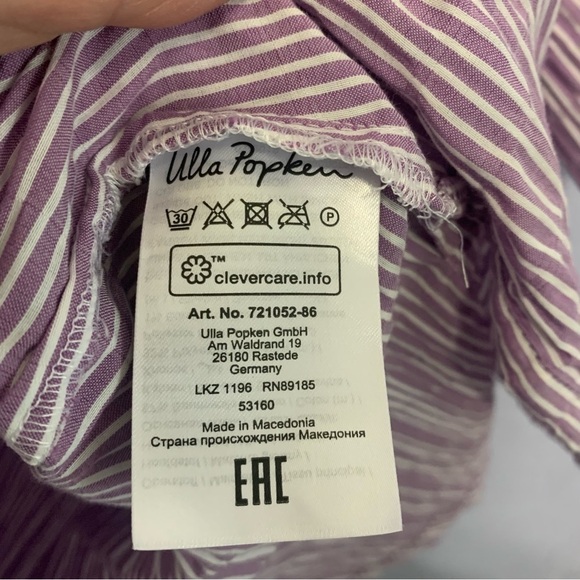 Ulla Popken
30 P
™
clevercare.info
Art. No. 721052-86
Ulla Popken GmbH
Am Waldrand 19
26180 Rastede
Germany
LKZ 1196 RN89185
53160
Made in Macedonia
Страна происхождения Македония
EAC